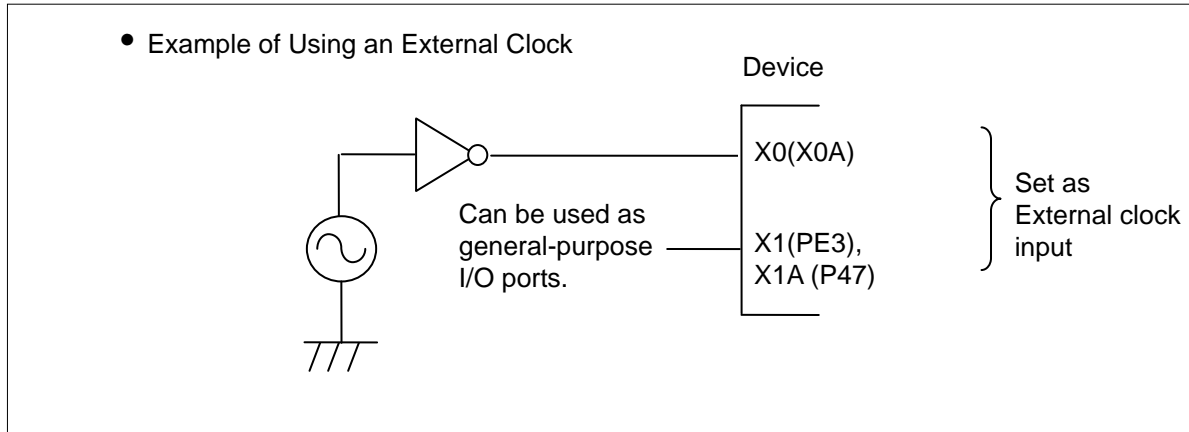 ● Example of Using an External Clock
Device
X0(X0A)
Can be used as
general-purpose
I/O ports.
X1(PE3),
X1A (P47)
Set as
External clock
input